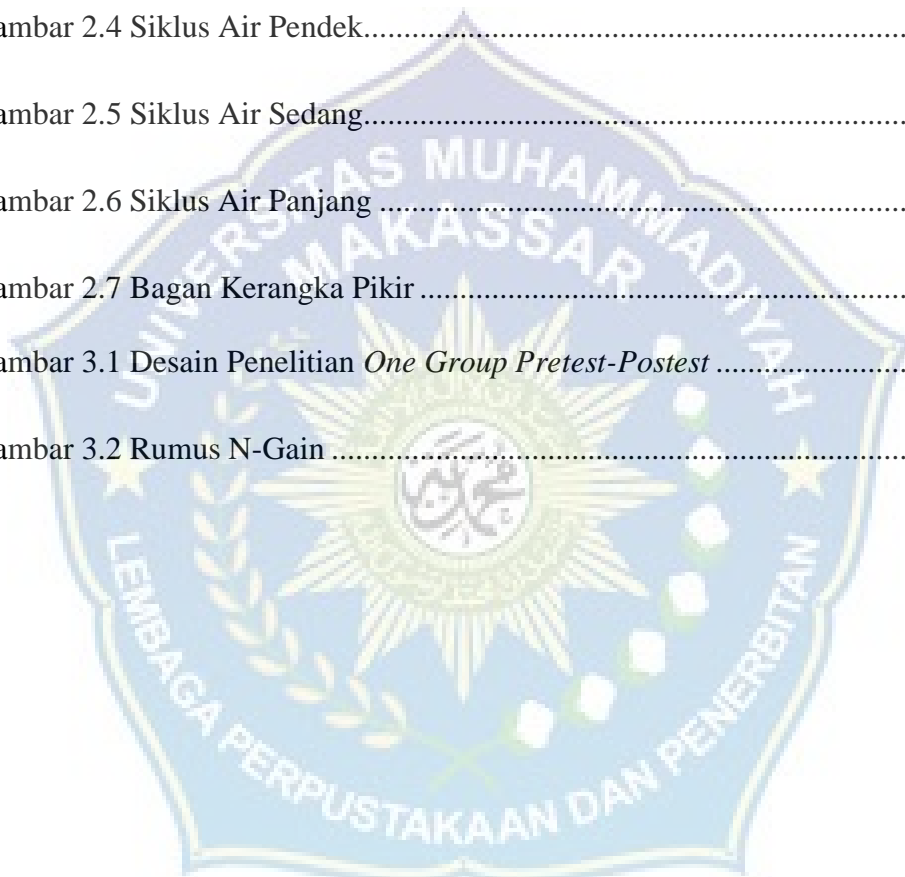 ambar 2.4 Siklus Air Pendek.......................................................................
ambar 2.5 Siklus Air Sedang.......................................................................
ambar 2.6 Siklus Air Panjang .....................................................................
ambar 2.7 Bagan Kerangka Pikir ................................................................
ambar 3.1 Desain Penelitian One Group Pretest-Postest .........................
ambar 3.2 Rumus N-Gain ...........................................................................
UNIVERSITAS MUHAMMADIYAH
MAKASSAR
LEMBAGA PERPUSTAKAAN DAN PENERBITAN